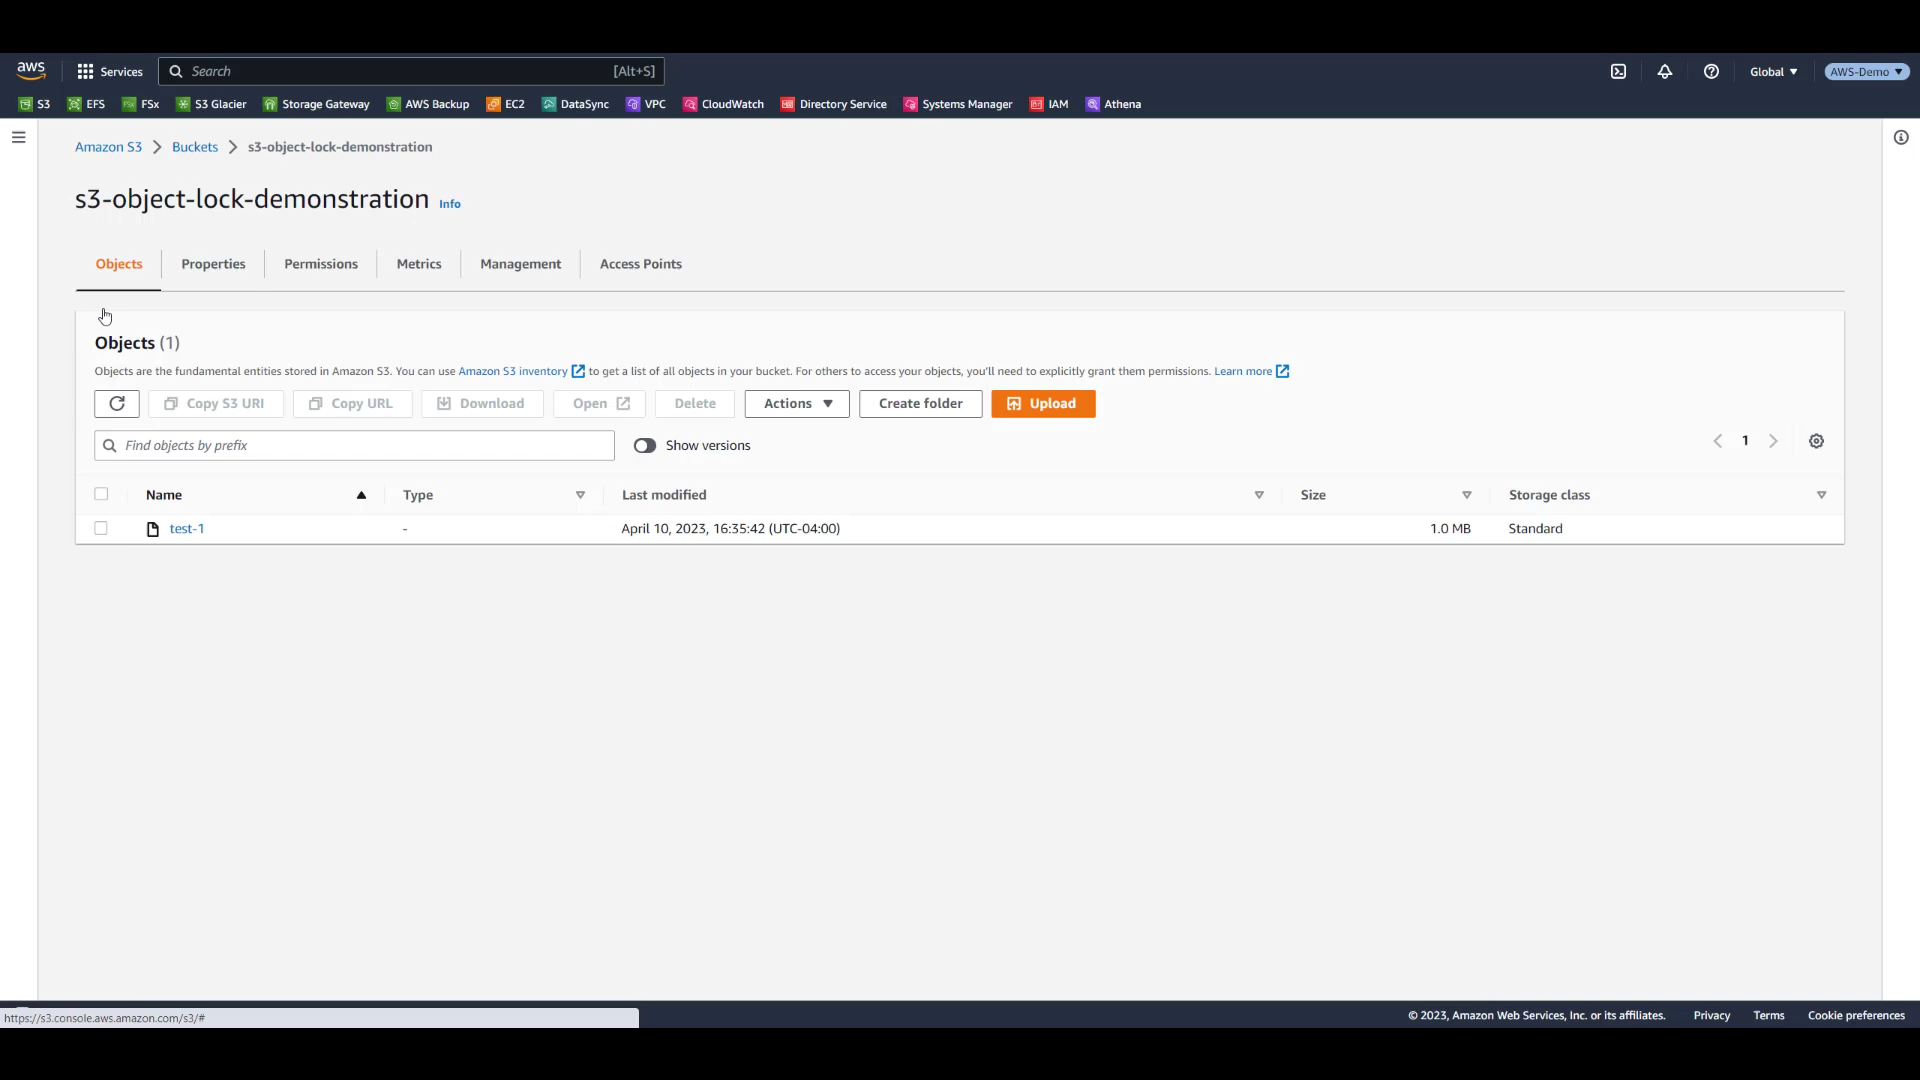 aws Services Search [Alt+S] Global AWS-Demo
S3 EFS FSx S3 Glacier Storage Gateway AWS Backup EC2 DataSync VPC CloudWatch Directory Service Systems Manager IAM Athena
Amazon S3 Buckets s3-object-lock-demonstration
s3-object-lock-demonstration Info
Objects Properties Permissions Metrics Management Access Points
Objects (1)
Objects are the fundamental entities stored in Amazon S3. You can use Amazon S3 inventory to get a list of all objects in your bucket. For others to access your objects, you'll need to explicitly grant them permissions. Learn more
Copy S3 URI Copy URL Download Open Delete Actions Create folder Upload
Find objects by prefix Show versions 1
Name Type Last modified Size Storage class
test-1 - April 10, 2023, 16:35:42 (UTC-04:00) 1.0 MB Standard
https://s3.console.aws.amazon.com/s3/# © 2023, Amazon Web Services, Inc. or its affiliates. Privacy Terms Cookie preferences